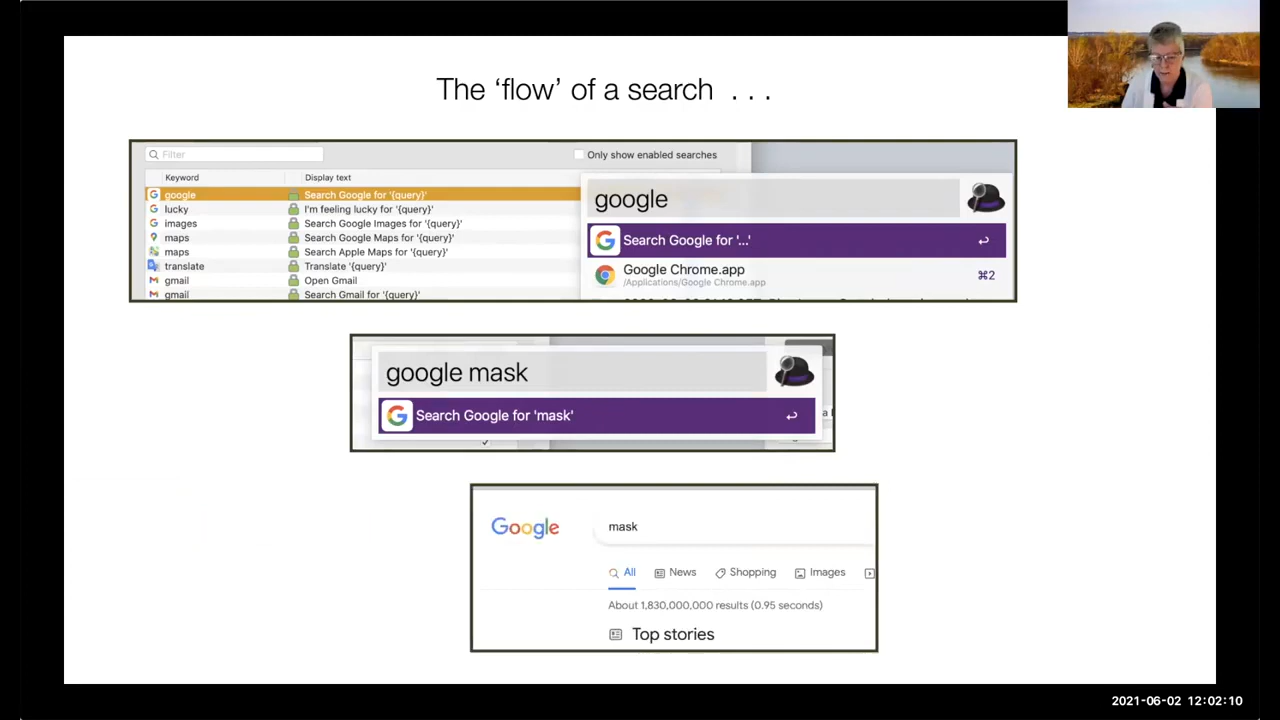 The ‘flow’ of a search . . .
Filter
Only show enabled searches
Keyword Display text
google Search Google for '{query}'
lucky I'm feeling lucky for '{query}'
images Search Google Images for '{query}'
maps Search Google Maps for '{query}'
maps Search Apple Maps for '{query}'
translate Translate '{query}'
gmail Open Gmail
gmail Search Gmail for '{query}'
google
Search Google for '...'
Google Chrome.app ⌘2
/Applications/Google Chrome.app
google mask
Search Google for 'mask'
Google mask
All News Shopping Images
About 1,830,000,000 results (0.95 seconds)
Top stories
2021-06-02 12:02:10